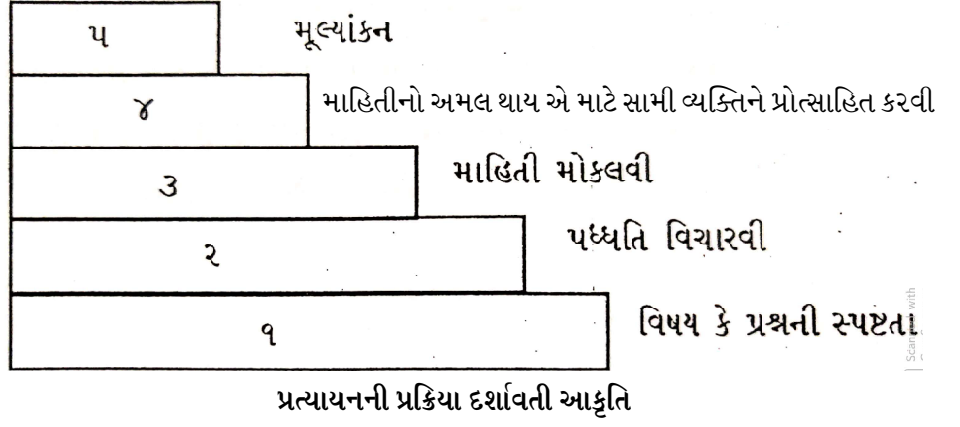 ૫ મૂલ્યાંકન
૪ માહિતીનો અમલ થાય એ માટે સામી વ્યક્તિને પ્રોત્સાહિત કરવી
૩ માહિતી મોકલવી
૨ પધ્ધતિ વિચારવી
૧ વિષય કે પ્રશ્નની સ્પષ્ટતા
પ્રત્યાયનની પ્રક્રિયા દર્શાવતી આકૃતિ